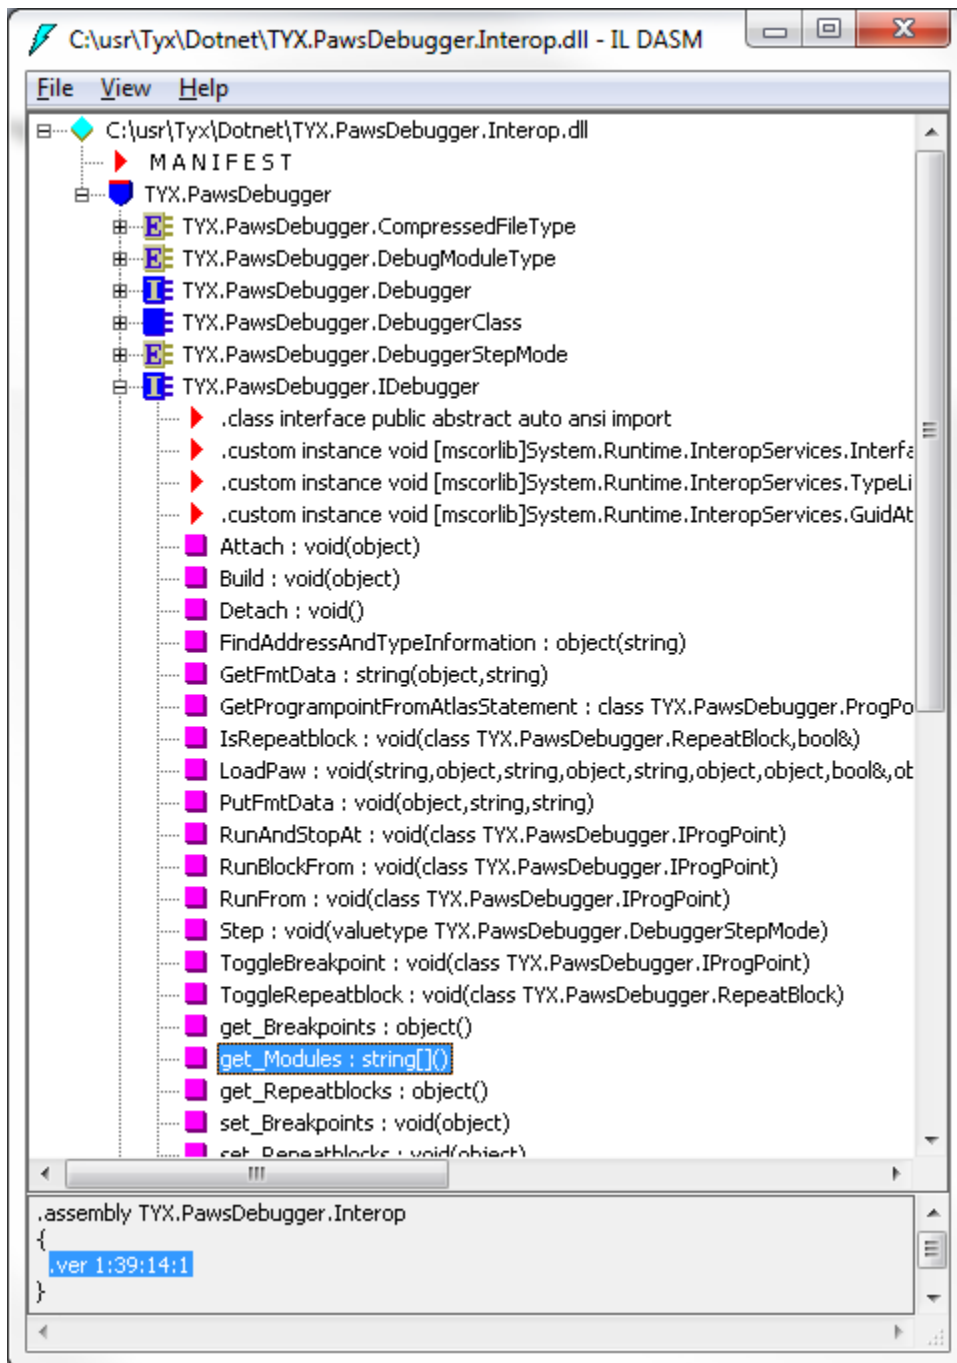 C:\usr\Tyx\Dotnet\TYX.PawsDebugger.Interop.dll - IL DASM
File View Help
C:\usr\Tyx\Dotnet\TYX.PawsDebugger.Interop.dll
MANIFEST
TYX.PawsDebugger
E TYX.PawsDebugger.CompressedFileType
E TYX.PawsDebugger.DebugModuleType
I TYX.PawsDebugger.Debugger
TYX.PawsDebugger.DebuggerClass
E TYX.PawsDebugger.DebuggerStepMode
I TYX.PawsDebugger.IDebugger
.class interface public abstract auto ansi import
.custom instance void [mscorlib]System.Runtime.InteropServices.Interfa
.custom instance void [mscorlib]System.Runtime.InteropServices.TypeLi
.custom instance void [mscorlib]System.Runtime.InteropServices.GuidAt
Attach : void(object)
Build : void(object)
Detach : void()
FindAddressAndTypeInformation : object(string)
GetFmtData : string(object,string)
GetProgrampointFromAtlasStatement : class TYX.PawsDebugger.ProgPo
IsRepeatblock : void(class TYX.PawsDebugger.RepeatBlock,bool&)
LoadPaw : void(string,object,string,object,string,object,object,bool&,ob
PutFmtData : void(object,string,string)
RunAndStopAt : void(class TYX.PawsDebugger.IProgPoint)
RunBlockFrom : void(class TYX.PawsDebugger.IProgPoint)
RunFrom : void(class TYX.PawsDebugger.IProgPoint)
Step : void(valuetype TYX.PawsDebugger.DebuggerStepMode)
ToggleBreakpoint : void(class TYX.PawsDebugger.IProgPoint)
ToggleRepeatblock : void(class TYX.PawsDebugger.RepeatBlock)
get_Breakpoints : object()
get_Modules : string[]()
get_Repeatblocks : object()
set_Breakpoints : void(object)
set_Repeatblocks : void(object)
.assembly TYX.PawsDebugger.Interop
{
.ver 1:39:14:1
}